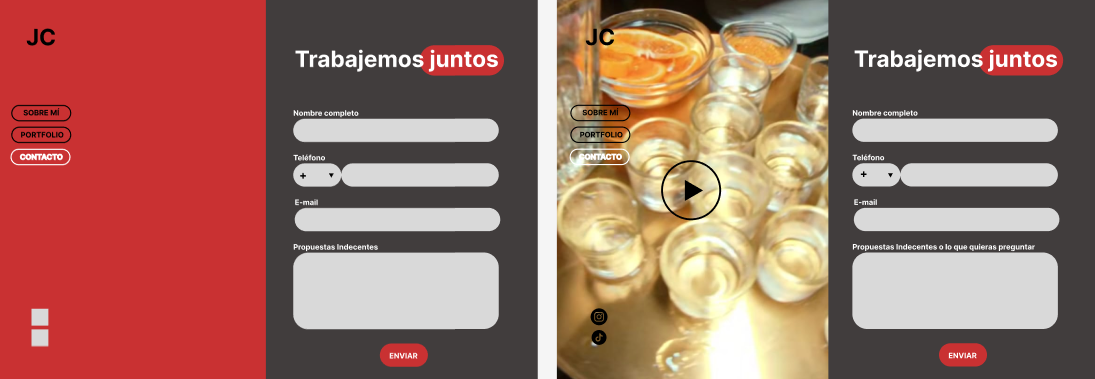 JC
SOBRE MÍ
PORTFOLIO
CONTACTO
Trabajemos juntos
Nombre completo
Teléfono
+
E-mail
Propuestas Indecentes
ENVIAR
JC
SOBRE MÍ
PORTFOLIO
CONTACTO
Trabajemos juntos
Nombre completo
Teléfono
+
E-mail
Propuestas Indecentes o lo que quieras preguntar
ENVIAR